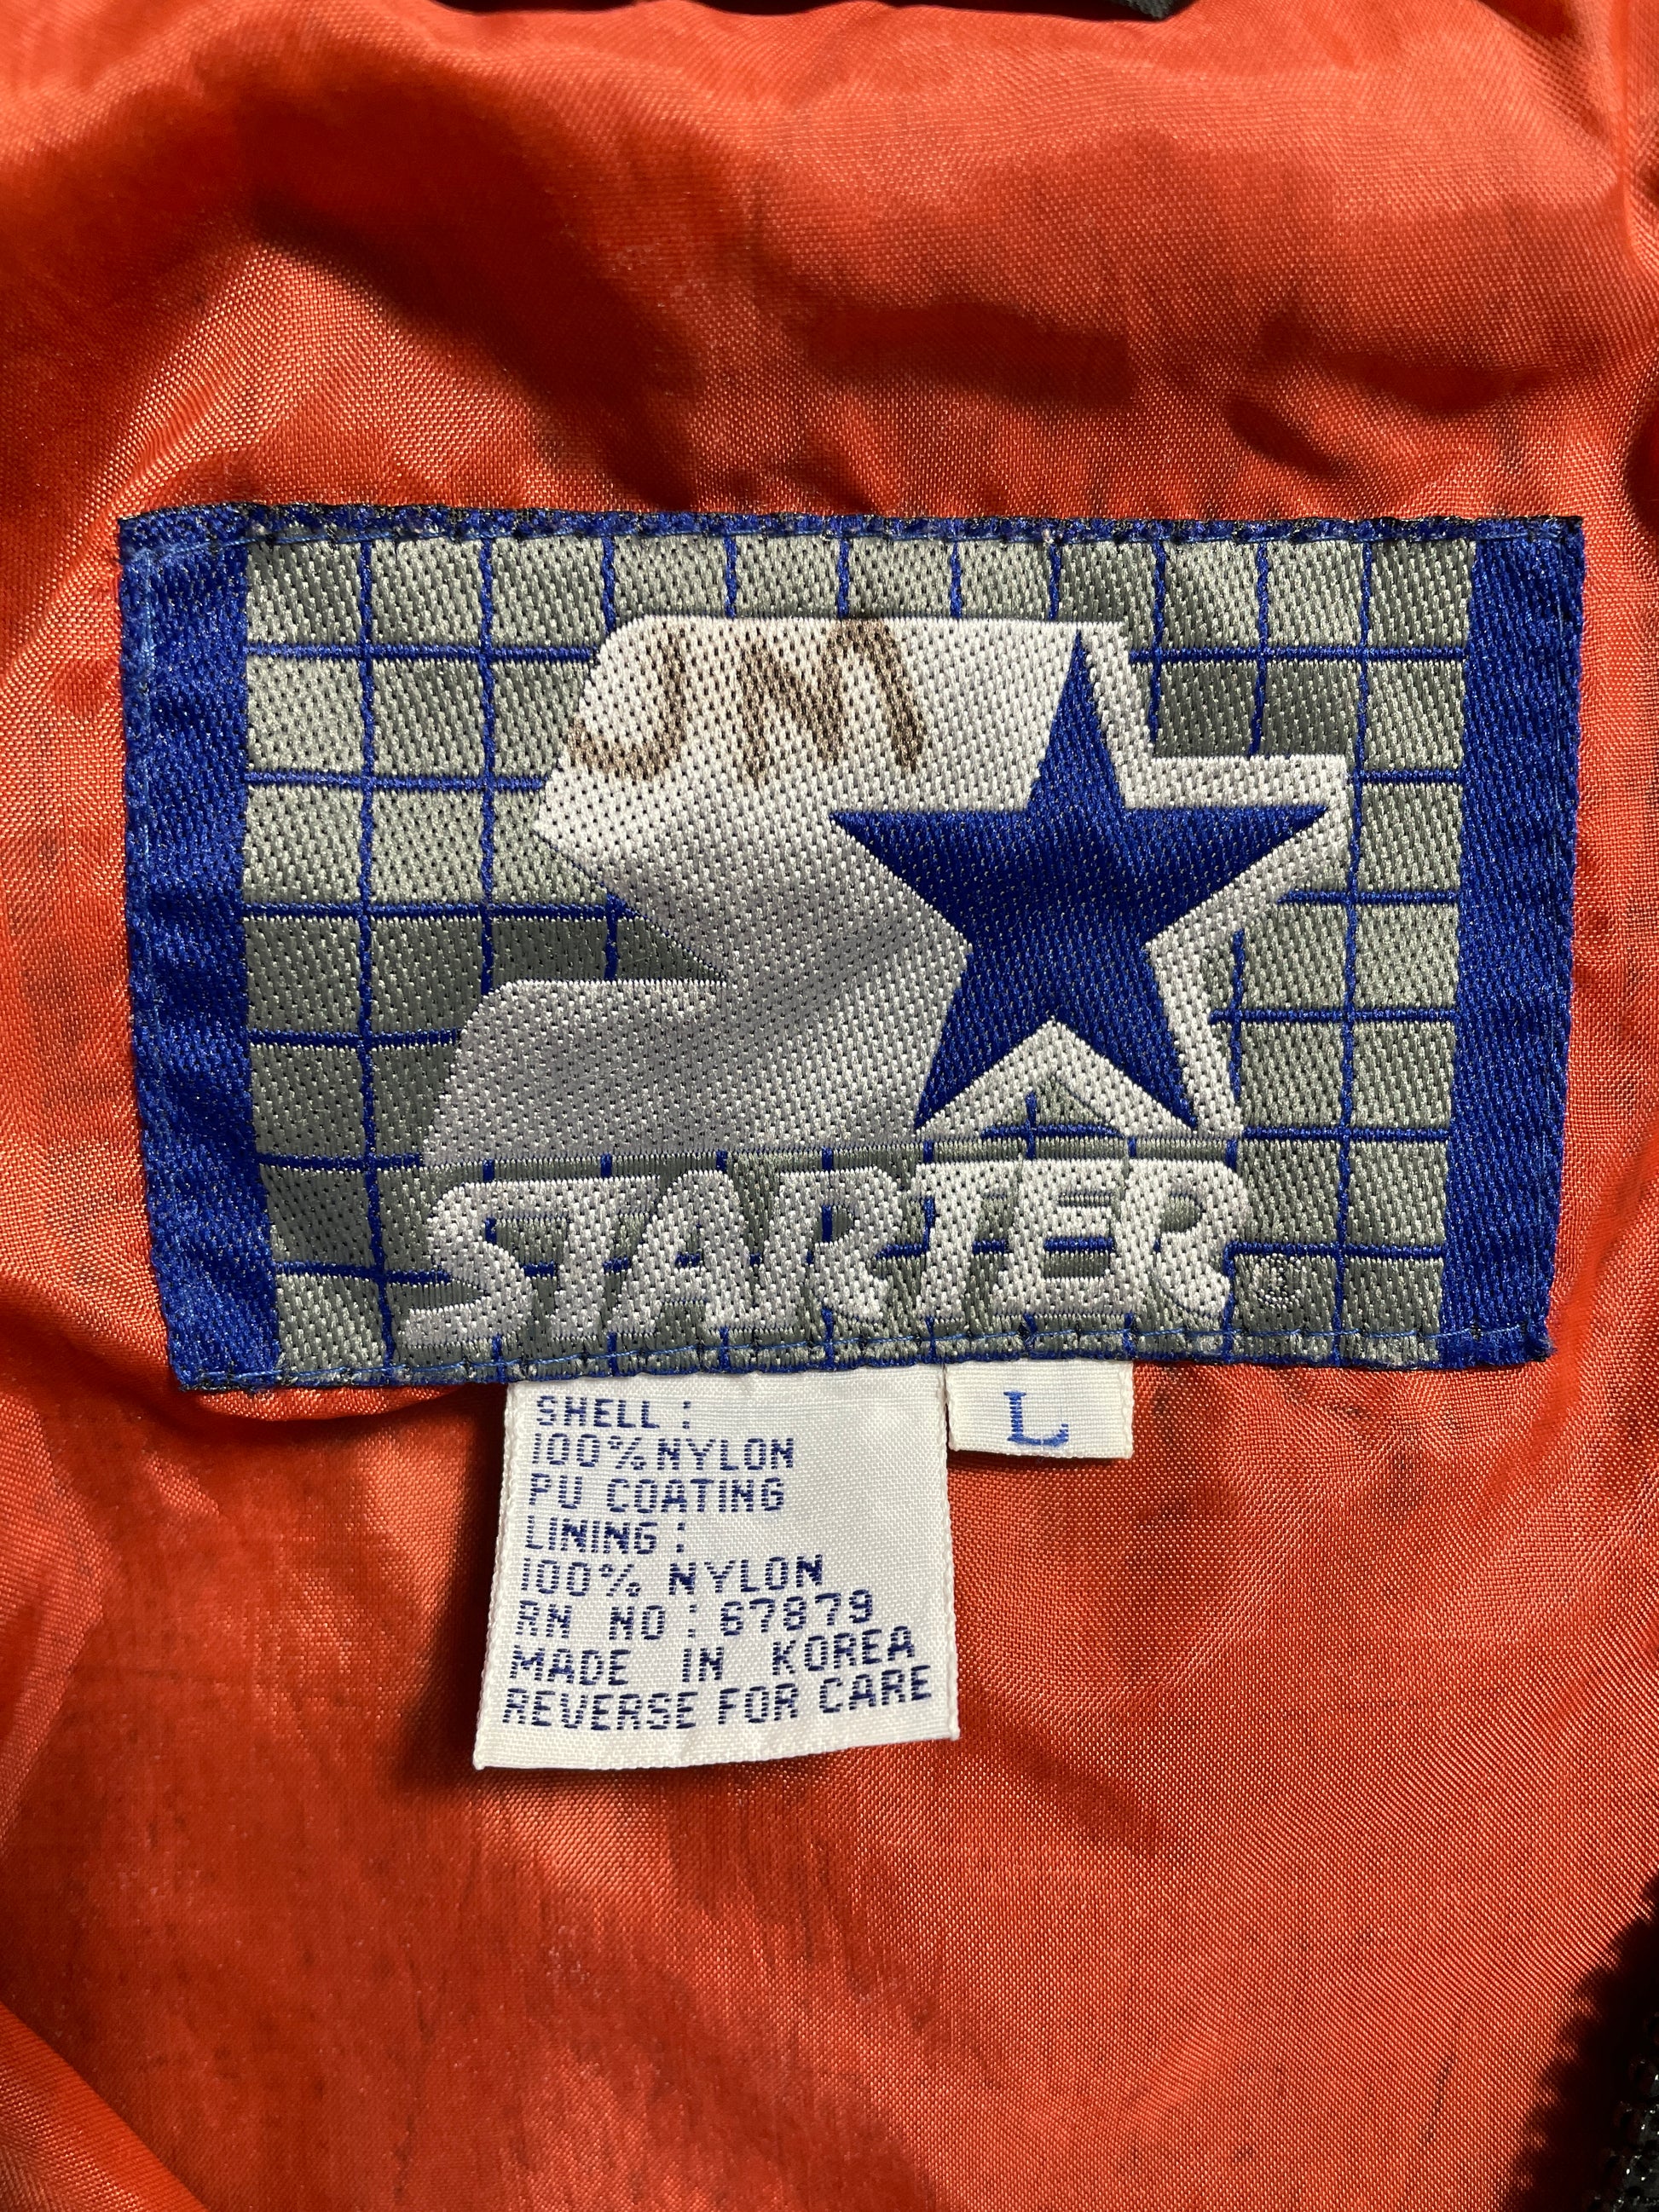 JM
STARTER®
L
SHELL :
100% NYLON
PU COATING
LINING :
100% NYLON
RN NO : 67879
MADE IN KOREA
REVERSE FOR CARE